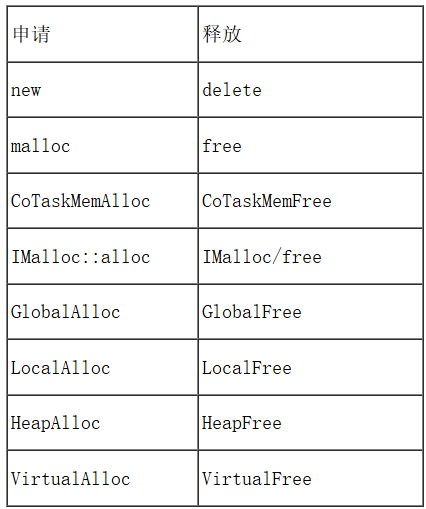 申请 释放
new delete
malloc free
CoTaskMemAlloc CoTaskMemFree
IMalloc::alloc IMalloc/free
GlobalAlloc GlobalFree
LocalAlloc LocalFree
HeapAlloc HeapFree
VirtualAlloc VirtualFree